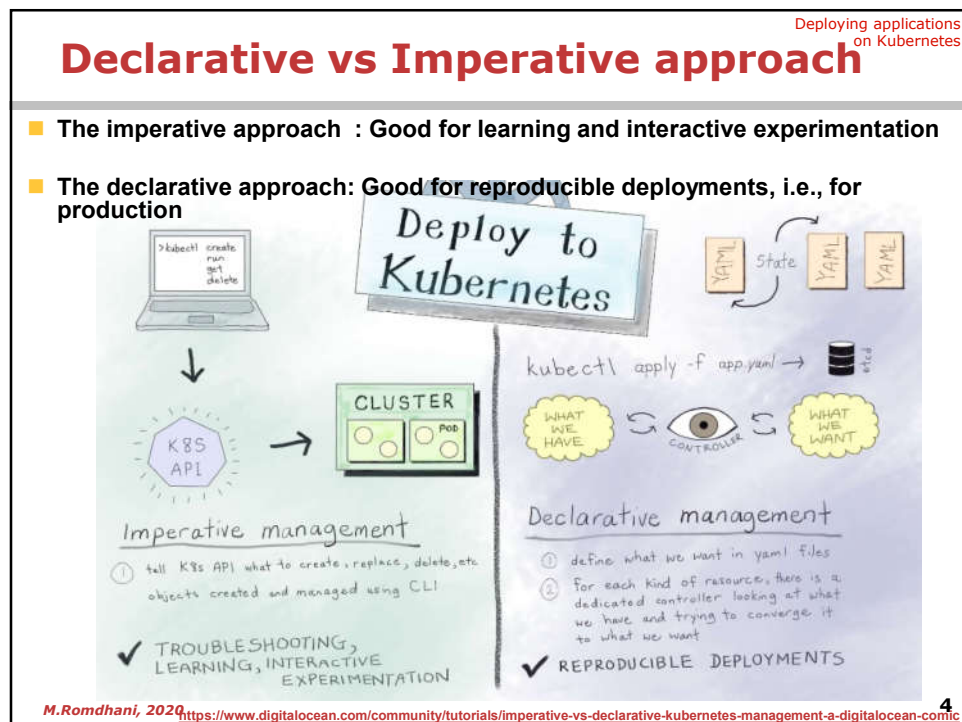 Deploying applications
on Kubernetes
Declarative vs Imperative approach
The imperative approach : Good for learning and interactive experimentation
The declarative approach: Good for reproducible deployments, i.e., for
production
Deploy to
Kubernetes
>kubectl create
run
get
delete
K8S
API
CLUSTER
POD
Imperative management
1 tell K8s API what to create, replace, delete, etc
objects created and managed using CLI
✓ TROUBLESHOOTING,
LEARNING, INTERACTIVE
EXPERIMENTATION
YAML
State
YAML
YAML
kubectl apply -f app.yaml →
etcd
WHAT
WE
HAVE
CONTROLLER
WHAT
WE
WANT
Declarative management
1 define what we want in yaml files
2 for each kind of resource, there is a
dedicated controller looking at what
we have and trying to converge it
to what we want
✓ REPRODUCIBLE DEPLOYMENTS
M.Romdhani, 2020
https://www.digitalocean.com/community/tutorials/imperative-vs-declarative-kubernetes-management-a-digitalocean-comic
4